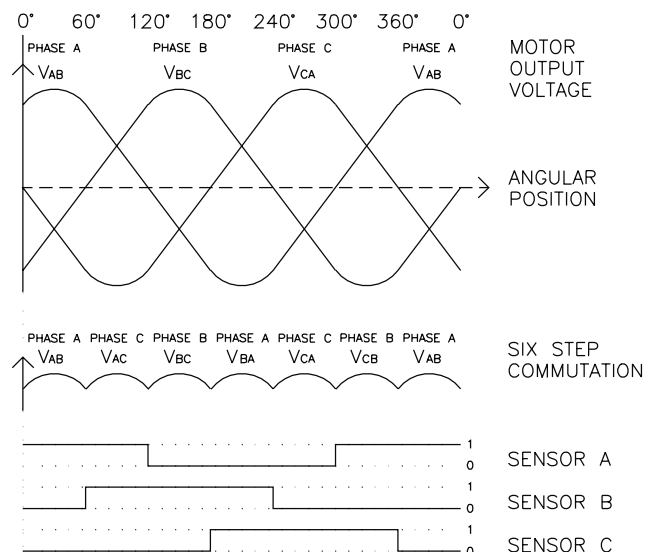 0° 60° 120° 180° 240° 300° 360° 0°
PHASE A PHASE B PHASE C PHASE A
VAB VBC VCA VAB
MOTOR
OUTPUT
VOLTAGE
ANGULAR
POSITION
PHASE A PHASE C PHASE B PHASE A PHASE C PHASE B PHASE A
VAB VAC VBC VBA VCA VCB VAB
SIX STEP
COMMUTATION
1
0
SENSOR A
1
0
SENSOR B
1
0
SENSOR C